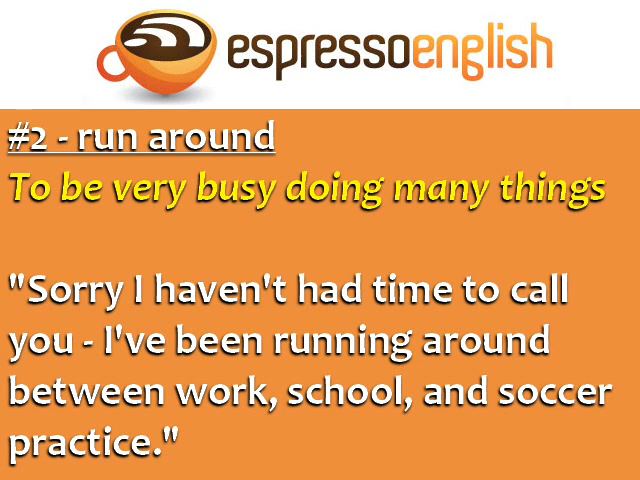 espressoenglish
#2 - run around
To be very busy doing many things
"Sorry I haven't had time to call
you - I've been running around
between work, school, and soccer
practice."